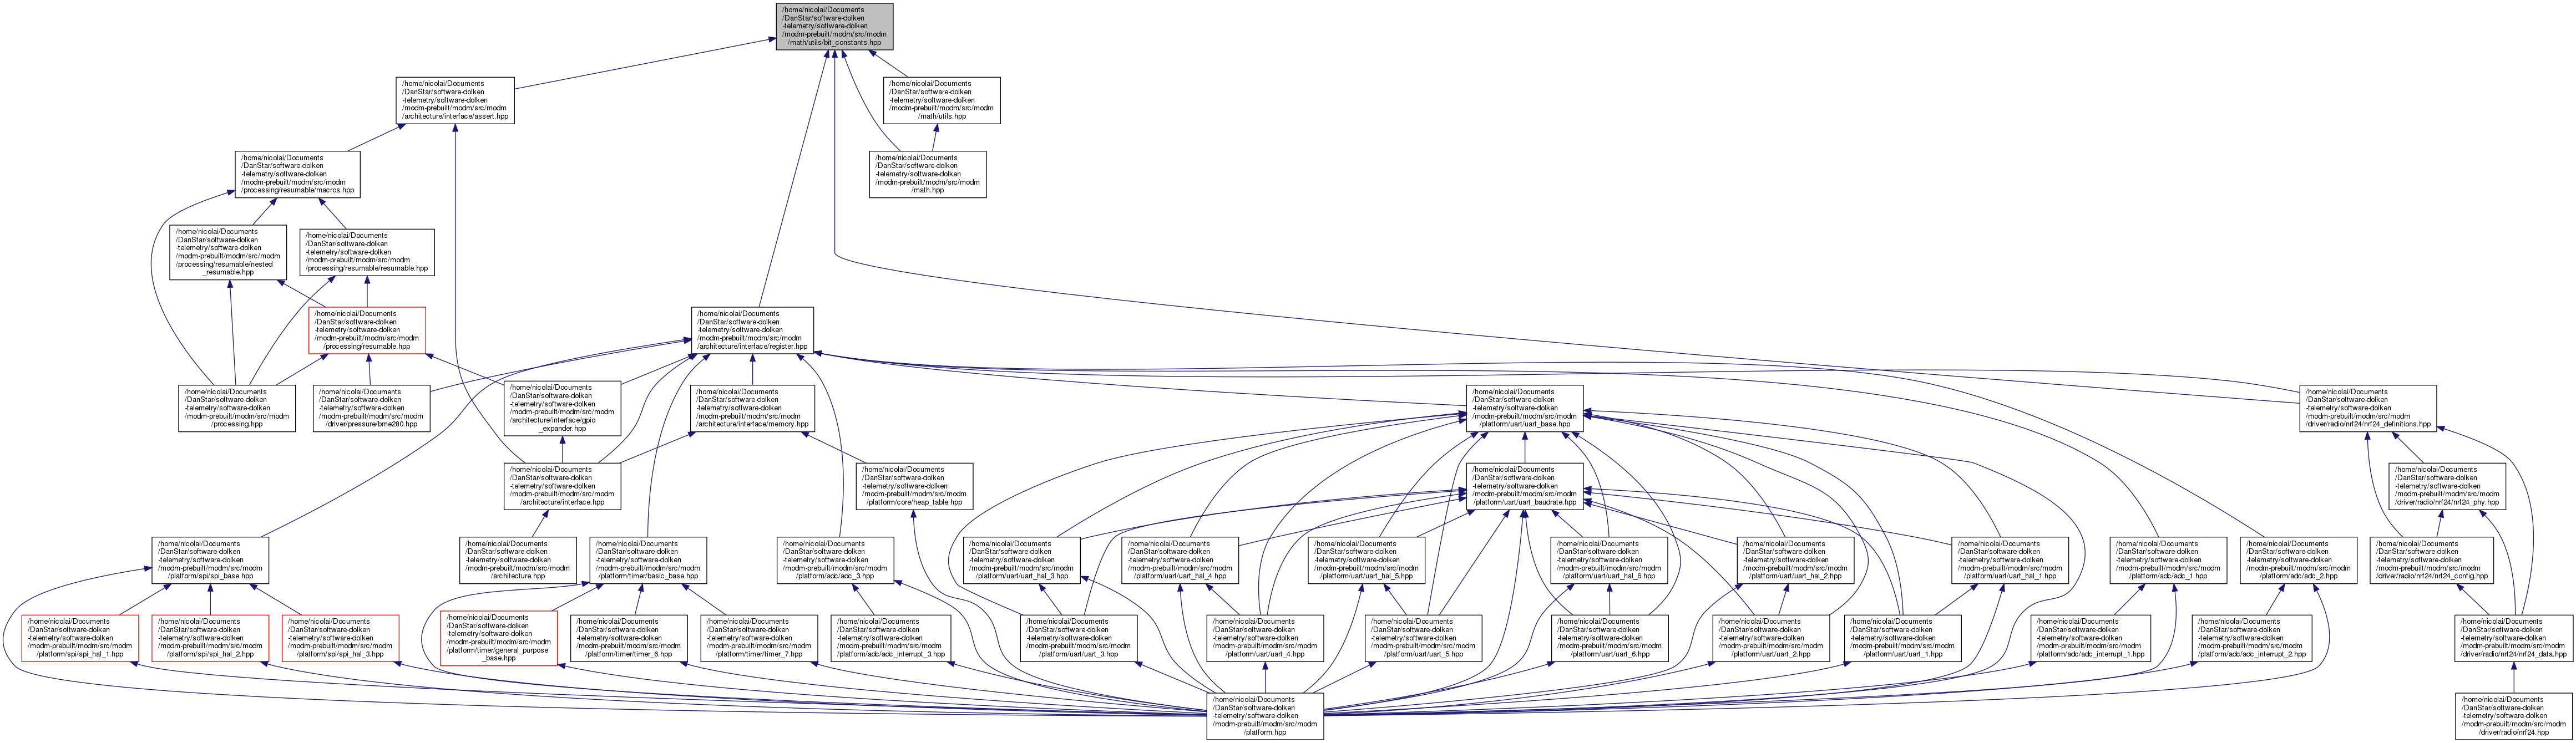 /home/nicolai/Documents
/DanStar/software-dolken
-telemetry/software-dolken
/modm-prebuilt/modm/src/modm
/math/utils/bit_constants.hpp
/home/nicolai/Documents
/DanStar/software-dolken
-telemetry/software-dolken
/modm-prebuilt/modm/src/modm
/architecture/interface/assert.hpp
/home/nicolai/Documents
/DanStar/software-dolken
-telemetry/software-dolken
/modm-prebuilt/modm/src/modm
/math/utils.hpp
/home/nicolai/Documents
/DanStar/software-dolken
-telemetry/software-dolken
/modm-prebuilt/modm/src/modm
/processing/resumable/macros.hpp
/home/nicolai/Documents
/DanStar/software-dolken
-telemetry/software-dolken
/modm-prebuilt/modm/src/modm
/math.hpp
/home/nicolai/Documents
/DanStar/software-dolken
-telemetry/software-dolken
/modm-prebuilt/modm/src/modm
/processing/resumable/nested
_resumable.hpp
/home/nicolai/Documents
/DanStar/software-dolken
-telemetry/software-dolken
/modm-prebuilt/modm/src/modm
/processing/resumable/resumable.hpp
/home/nicolai/Documents
/DanStar/software-dolken
-telemetry/software-dolken
/modm-prebuilt/modm/src/modm
/processing/resumable.hpp
/home/nicolai/Documents
/DanStar/software-dolken
-telemetry/software-dolken
/modm-prebuilt/modm/src/modm
/architecture/interface/register.hpp
/home/nicolai/Documents
/DanStar/software-dolken
-telemetry/software-dolken
/modm-prebuilt/modm/src/modm
/processing.hpp
/home/nicolai/Documents
/DanStar/software-dolken
-telemetry/software-dolken
/modm-prebuilt/modm/src/modm
/driver/pressure/bme280.hpp
/home/nicolai/Documents
/DanStar/software-dolken
-telemetry/software-dolken
/modm-prebuilt/modm/src/modm
/architecture/interface/gpio
_expander.hpp
/home/nicolai/Documents
/DanStar/software-dolken
-telemetry/software-dolken
/modm-prebuilt/modm/src/modm
/architecture/interface/memory.hpp
/home/nicolai/Documents
/DanStar/software-dolken
-telemetry/software-dolken
/modm-prebuilt/modm/src/modm
/platform/uart/uart_base.hpp
/home/nicolai/Documents
/DanStar/software-dolken
-telemetry/software-dolken
/modm-prebuilt/modm/src/modm
/driver/radio/nrf24/nrf24_definitions.hpp
/home/nicolai/Documents
/DanStar/software-dolken
-telemetry/software-dolken
/modm-prebuilt/modm/src/modm
/architecture/interface.hpp
/home/nicolai/Documents
/DanStar/software-dolken
-telemetry/software-dolken
/modm-prebuilt/modm/src/modm
/platform/core/heap_table.hpp
/home/nicolai/Documents
/DanStar/software-dolken
-telemetry/software-dolken
/modm-prebuilt/modm/src/modm
/platform/uart/uart_baudrate.hpp
/home/nicolai/Documents
/DanStar/software-dolken
-telemetry/software-dolken
/modm-prebuilt/modm/src/modm
/driver/radio/nrf24/nrf24_phy.hpp
/home/nicolai/Documents
/DanStar/software-dolken
-telemetry/software-dolken
/modm-prebuilt/modm/src/modm
/platform/spi/spi_base.hpp
/home/nicolai/Documents
/DanStar/software-dolken
-telemetry/software-dolken
/modm-prebuilt/modm/src/modm
/architecture.hpp
/home/nicolai/Documents
/DanStar/software-dolken
-telemetry/software-dolken
/modm-prebuilt/modm/src/modm
/platform/timer/basic_base.hpp
/home/nicolai/Documents
/DanStar/software-dolken
-telemetry/software-dolken
/modm-prebuilt/modm/src/modm
/platform/adc/adc_3.hpp
/home/nicolai/Documents
/DanStar/software-dolken
-telemetry/software-dolken
/modm-prebuilt/modm/src/modm
/platform/uart/uart_hal_3.hpp
/home/nicolai/Documents
/DanStar/software-dolken
-telemetry/software-dolken
/modm-prebuilt/modm/src/modm
/platform/uart/uart_hal_4.hpp
/home/nicolai/Documents
/DanStar/software-dolken
-telemetry/software-dolken
/modm-prebuilt/modm/src/modm
/platform/uart/uart_hal_5.hpp
/home/nicolai/Documents
/DanStar/software-dolken
-telemetry/software-dolken
/modm-prebuilt/modm/src/modm
/platform/uart/uart_hal_6.hpp
/home/nicolai/Documents
/DanStar/software-dolken
-telemetry/software-dolken
/modm-prebuilt/modm/src/modm
/platform/uart/uart_hal_2.hpp
/home/nicolai/Documents
/DanStar/software-dolken
-telemetry/software-dolken
/modm-prebuilt/modm/src/modm
/platform/uart/uart_hal_1.hpp
/home/nicolai/Documents
/DanStar/software-dolken
-telemetry/software-dolken
/modm-prebuilt/modm/src/modm
/platform/adc/adc_1.hpp
/home/nicolai/Documents
/DanStar/software-dolken
-telemetry/software-dolken
/modm-prebuilt/modm/src/modm
/platform/adc/adc_2.hpp
/home/nicolai/Documents
/DanStar/software-dolken
-telemetry/software-dolken
/modm-prebuilt/modm/src/modm
/driver/radio/nrf24/nrf24_config.hpp
/home/nicolai/Documents
/DanStar/software-dolken
-telemetry/software-dolken
/modm-prebuilt/modm/src/modm
/platform/spi/spi_hal_1.hpp
/home/nicolai/Documents
/DanStar/software-dolken
-telemetry/software-dolken
/modm-prebuilt/modm/src/modm
/platform/spi/spi_hal_2.hpp
/home/nicolai/Documents
/DanStar/software-dolken
-telemetry/software-dolken
/modm-prebuilt/modm/src/modm
/platform/spi/spi_hal_3.hpp
/home/nicolai/Documents
/DanStar/software-dolken
-telemetry/software-dolken
/modm-prebuilt/modm/src/modm
/platform/timer/general_purpose
_base.hpp
/home/nicolai/Documents
/DanStar/software-dolken
-telemetry/software-dolken
/modm-prebuilt/modm/src/modm
/platform/timer/timer_6.hpp
/home/nicolai/Documents
/DanStar/software-dolken
-telemetry/software-dolken
/modm-prebuilt/modm/src/modm
/platform/timer/timer_7.hpp
/home/nicolai/Documents
/DanStar/software-dolken
-telemetry/software-dolken
/modm-prebuilt/modm/src/modm
/platform/adc/adc_interrupt_3.hpp
/home/nicolai/Documents
/DanStar/software-dolken
-telemetry/software-dolken
/modm-prebuilt/modm/src/modm
/platform/uart/uart_3.hpp
/home/nicolai/Documents
/DanStar/software-dolken
-telemetry/software-dolken
/modm-prebuilt/modm/src/modm
/platform/uart/uart_4.hpp
/home/nicolai/Documents
/DanStar/software-dolken
-telemetry/software-dolken
/modm-prebuilt/modm/src/modm
/platform/uart/uart_5.hpp
/home/nicolai/Documents
/DanStar/software-dolken
-telemetry/software-dolken
/modm-prebuilt/modm/src/modm
/platform/uart/uart_6.hpp
/home/nicolai/Documents
/DanStar/software-dolken
-telemetry/software-dolken
/modm-prebuilt/modm/src/modm
/platform/uart/uart_2.hpp
/home/nicolai/Documents
/DanStar/software-dolken
-telemetry/software-dolken
/modm-prebuilt/modm/src/modm
/platform/uart/uart_1.hpp
/home/nicolai/Documents
/DanStar/software-dolken
-telemetry/software-dolken
/modm-prebuilt/modm/src/modm
/platform/adc/adc_interrupt_1.hpp
/home/nicolai/Documents
/DanStar/software-dolken
-telemetry/software-dolken
/modm-prebuilt/modm/src/modm
/platform/adc/adc_interrupt_2.hpp
/home/nicolai/Documents
/DanStar/software-dolken
-telemetry/software-dolken
/modm-prebuilt/modm/src/modm
/driver/radio/nrf24/nrf24_data.hpp
/home/nicolai/Documents
/DanStar/software-dolken
-telemetry/software-dolken
/modm-prebuilt/modm/src/modm
/platform.hpp
/home/nicolai/Documents
/DanStar/software-dolken
-telemetry/software-dolken
/modm-prebuilt/modm/src/modm
/driver/radio/nrf24.hpp